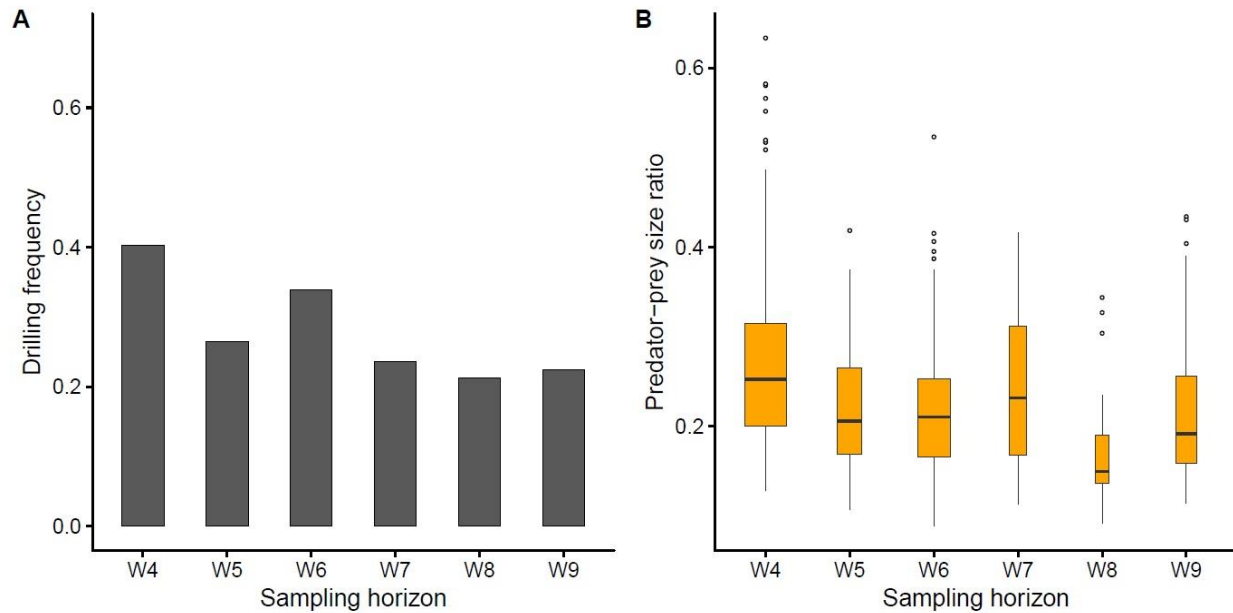 A
Drilling frequency
0.6
0.4
0.2
0.0
W4 W5 W6 W7 W8 W9
Sampling horizon
B
Predator−prey size ratio
0.6
0.4
0.2
W4 W5 W6 W7 W8 W9
Sampling horizon